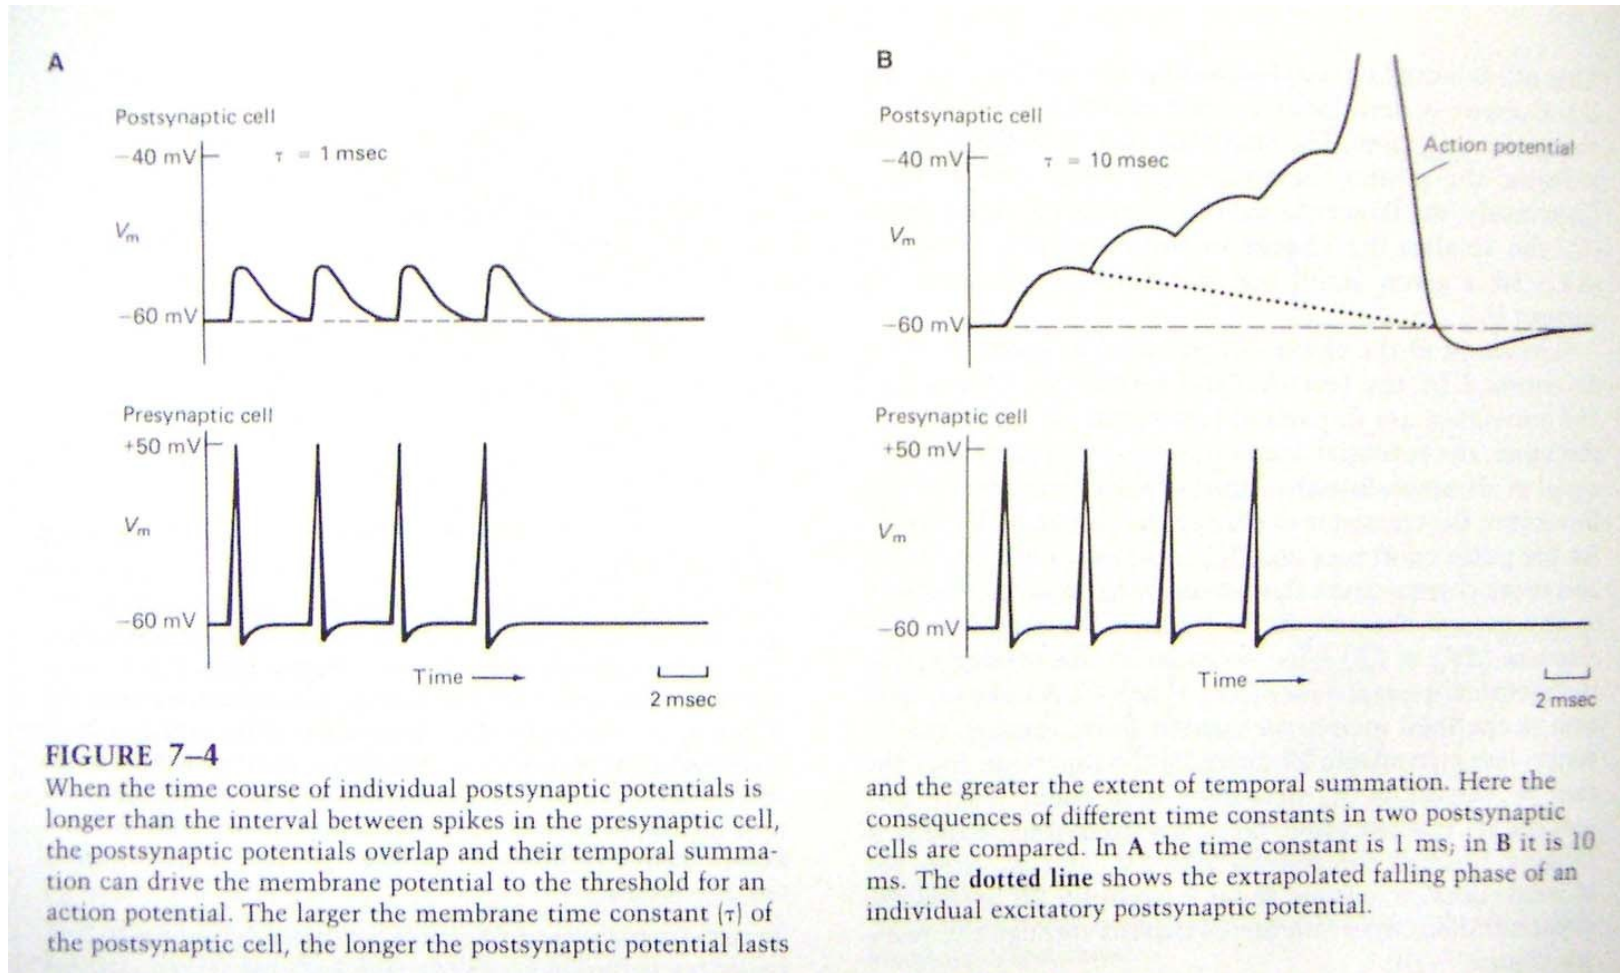 A
Postsynaptic cell
−40 mV
τ = 1 msec
Vm
−60 mV
Presynaptic cell
+50 mV
Vm
−60 mV
Time
2 msec
B
Postsynaptic cell
−40 mV
τ = 10 msec
Action potential
Vm
−60 mV
Presynaptic cell
+50 mV
Vm
−60 mV
Time
2 msec
FIGURE 7–4
When the time course of individual postsynaptic potentials is
longer than the interval between spikes in the presynaptic cell,
the postsynaptic potentials overlap and their temporal summa-
tion can drive the membrane potential to the threshold for an
action potential. The larger the membrane time constant (τ) of
the postsynaptic cell, the longer the postsynaptic potential lasts
and the greater the extent of temporal summation. Here the
consequences of different time constants in two postsynaptic
cells are compared. In A the time constant is 1 ms; in B it is 10
ms. The dotted line shows the extrapolated falling phase of an
individual excitatory postsynaptic potential.